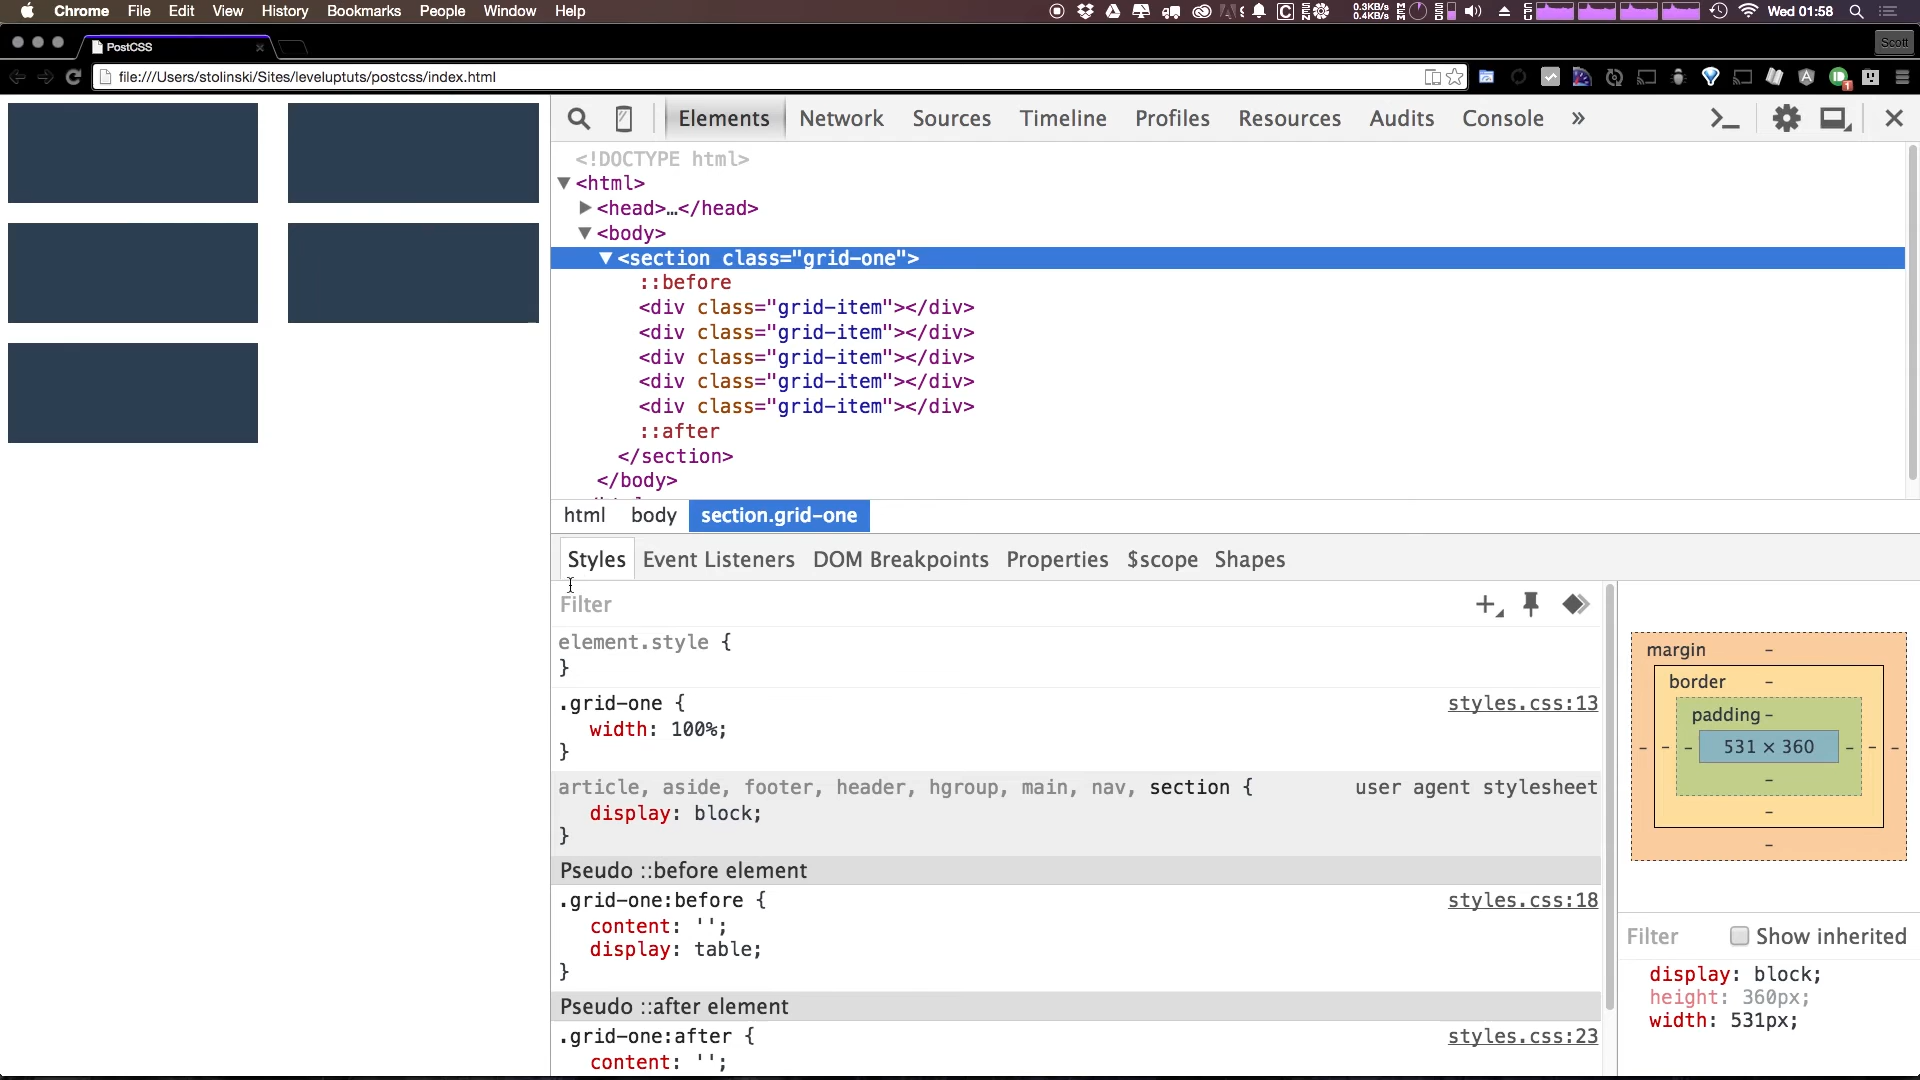 Chrome File Edit View History Bookmarks People Window Help
0.3KB/s
0.4KB/s
Wed 01:58
PostCSS
Scott
file:///Users/stolinski/Sites/leveluptuts/postcss/index.html
Elements Network Sources Timeline Profiles Resources Audits Console »
<!DOCTYPE html>
<html>
<head>…</head>
<body>
<section class="grid-one">
::before
<div class="grid-item"></div>
<div class="grid-item"></div>
<div class="grid-item"></div>
<div class="grid-item"></div>
<div class="grid-item"></div>
::after
</section>
</body>
html body section.grid-one
Styles Event Listeners DOM Breakpoints Properties $scope Shapes
Filter
element.style {
}
.grid-one { styles.css:13
width: 100%;
}
article, aside, footer, header, hgroup, main, nav, section { user agent stylesheet
display: block;
}
Pseudo ::before element
.grid-one:before { styles.css:18
content: '';
display: table;
}
Pseudo ::after element
.grid-one:after { styles.css:23
content: '';
margin -
border -
padding -
- - - 531 × 360 - - -
-
-
-
Filter Show inherited
display: block;
height: 360px;
width: 531px;